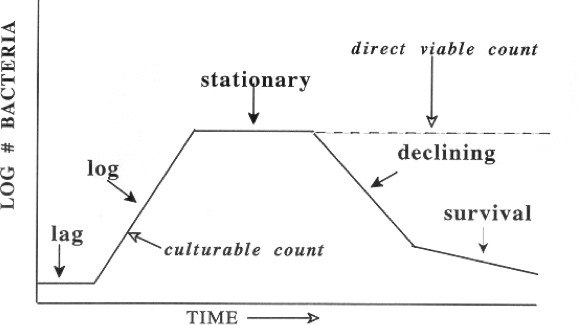 LOG # BACTERIA
direct viable count
stationary
declining
log
survival
lag
culturable count
TIME